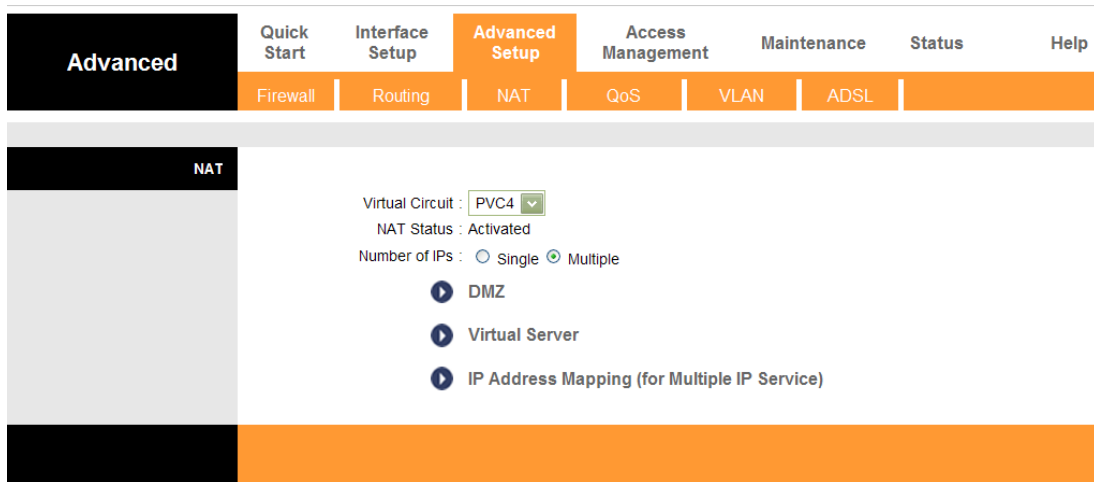 Advanced
Quick Start
Interface Setup
Advanced Setup
Access Management
Maintenance
Status
Help
Firewall
Routing
NAT
QoS
VLAN
ADSL
NAT
Virtual Circuit : PVC4
NAT Status : Activated
Number of IPs : Single Multiple
DMZ
Virtual Server
IP Address Mapping (for Multiple IP Service)